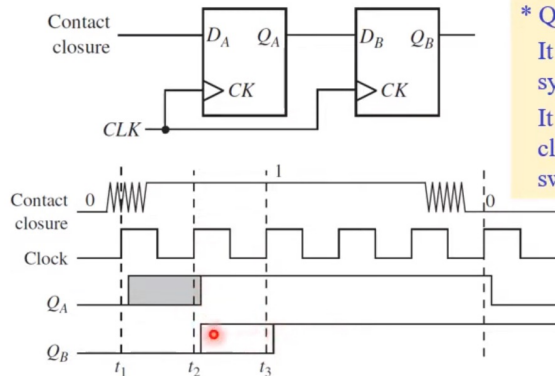 Contact
closure
D_A Q_A
D_B Q_B
CK
CK
CLK
* Q
It
sy
It
cl
sw
Contact
closure
0
1
0
Clock
Q_A
Q_B
t_1
t_2
t_3